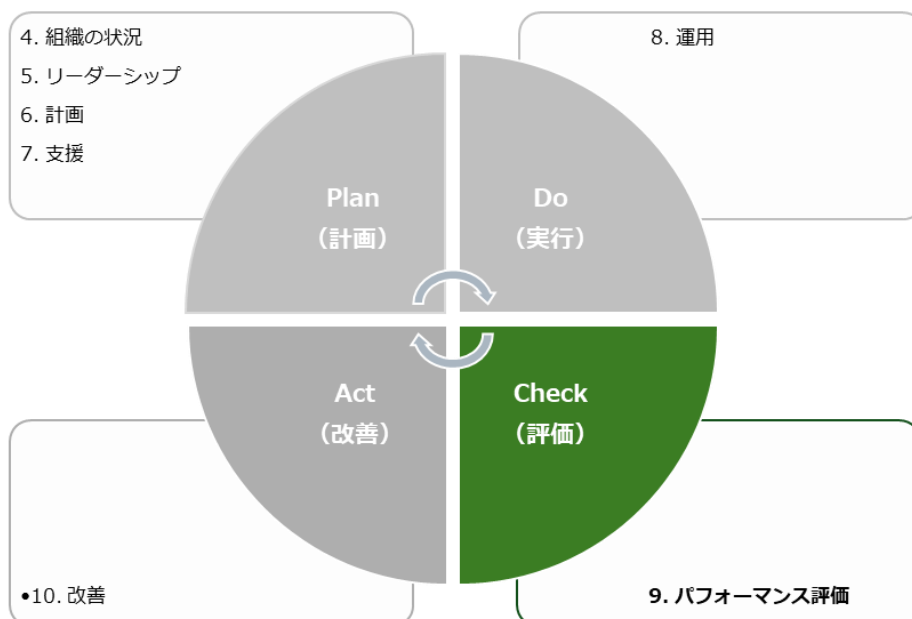 4. 組織の状況
5. リーダーシップ
6. 計画
7. 支援
8. 運用
Plan
（計画）
Do
（実行）
Act
（改善）
Check
（評価）
•10. 改善
9. パフォーマンス評価